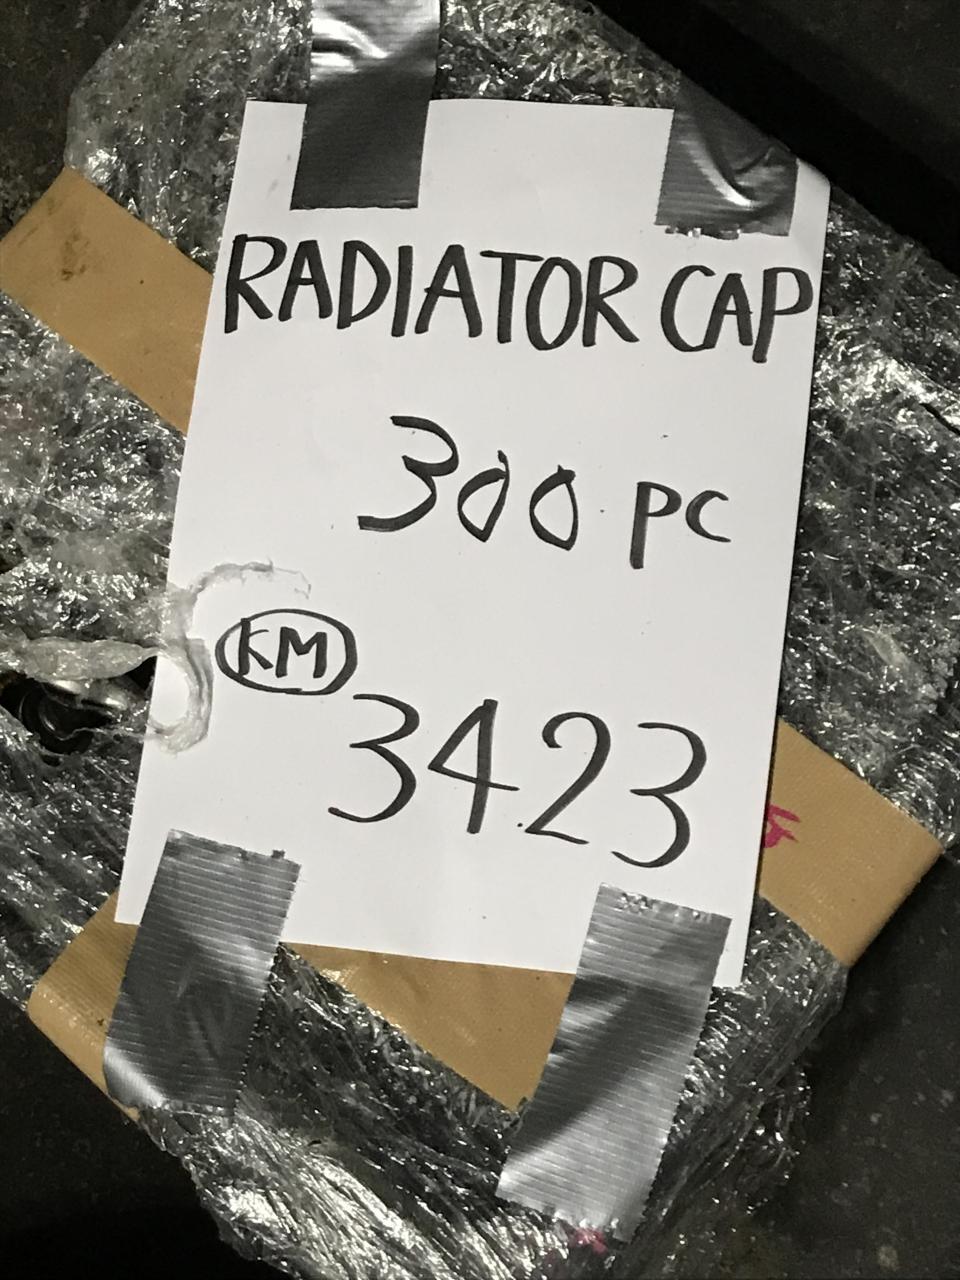 RADIATOR CAP
300 PC
KM
3423